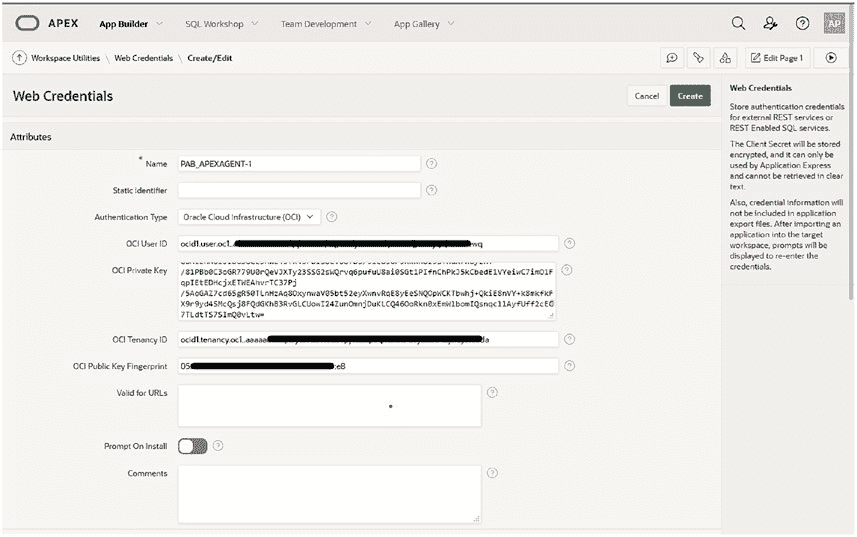 APEX App Builder SQL Workshop Team Development App Gallery AP
Workspace Utilities \ Web Credentials \ Create/Edit
Edit Page 1
Web Credentials
Cancel Create
Attributes
* Name PAB_APEXAGENT-1
Static Identifier
Authentication Type Oracle Cloud Infrastructure (OCI)
OCI User ID ocid1.user.oc1..
wq
OCI Private Key
OCI Tenancy ID ocid1.tenancy.oc1..aaaaa
da
OCI Public Key Fingerprint 05
:e8
Valid for URLs
Prompt On Install
Comments
Web Credentials
Store authentication credentials
for external REST services or
REST Enabled SQL services.
The Client Secret will be stored
encrypted, and it can only be
used by Application Express
and cannot be retrieved in clear
text.
Also, credential information will
not be included in application
export files. After importing an
application into the target
workspace, prompts will be
displayed to re-enter the
credentials.